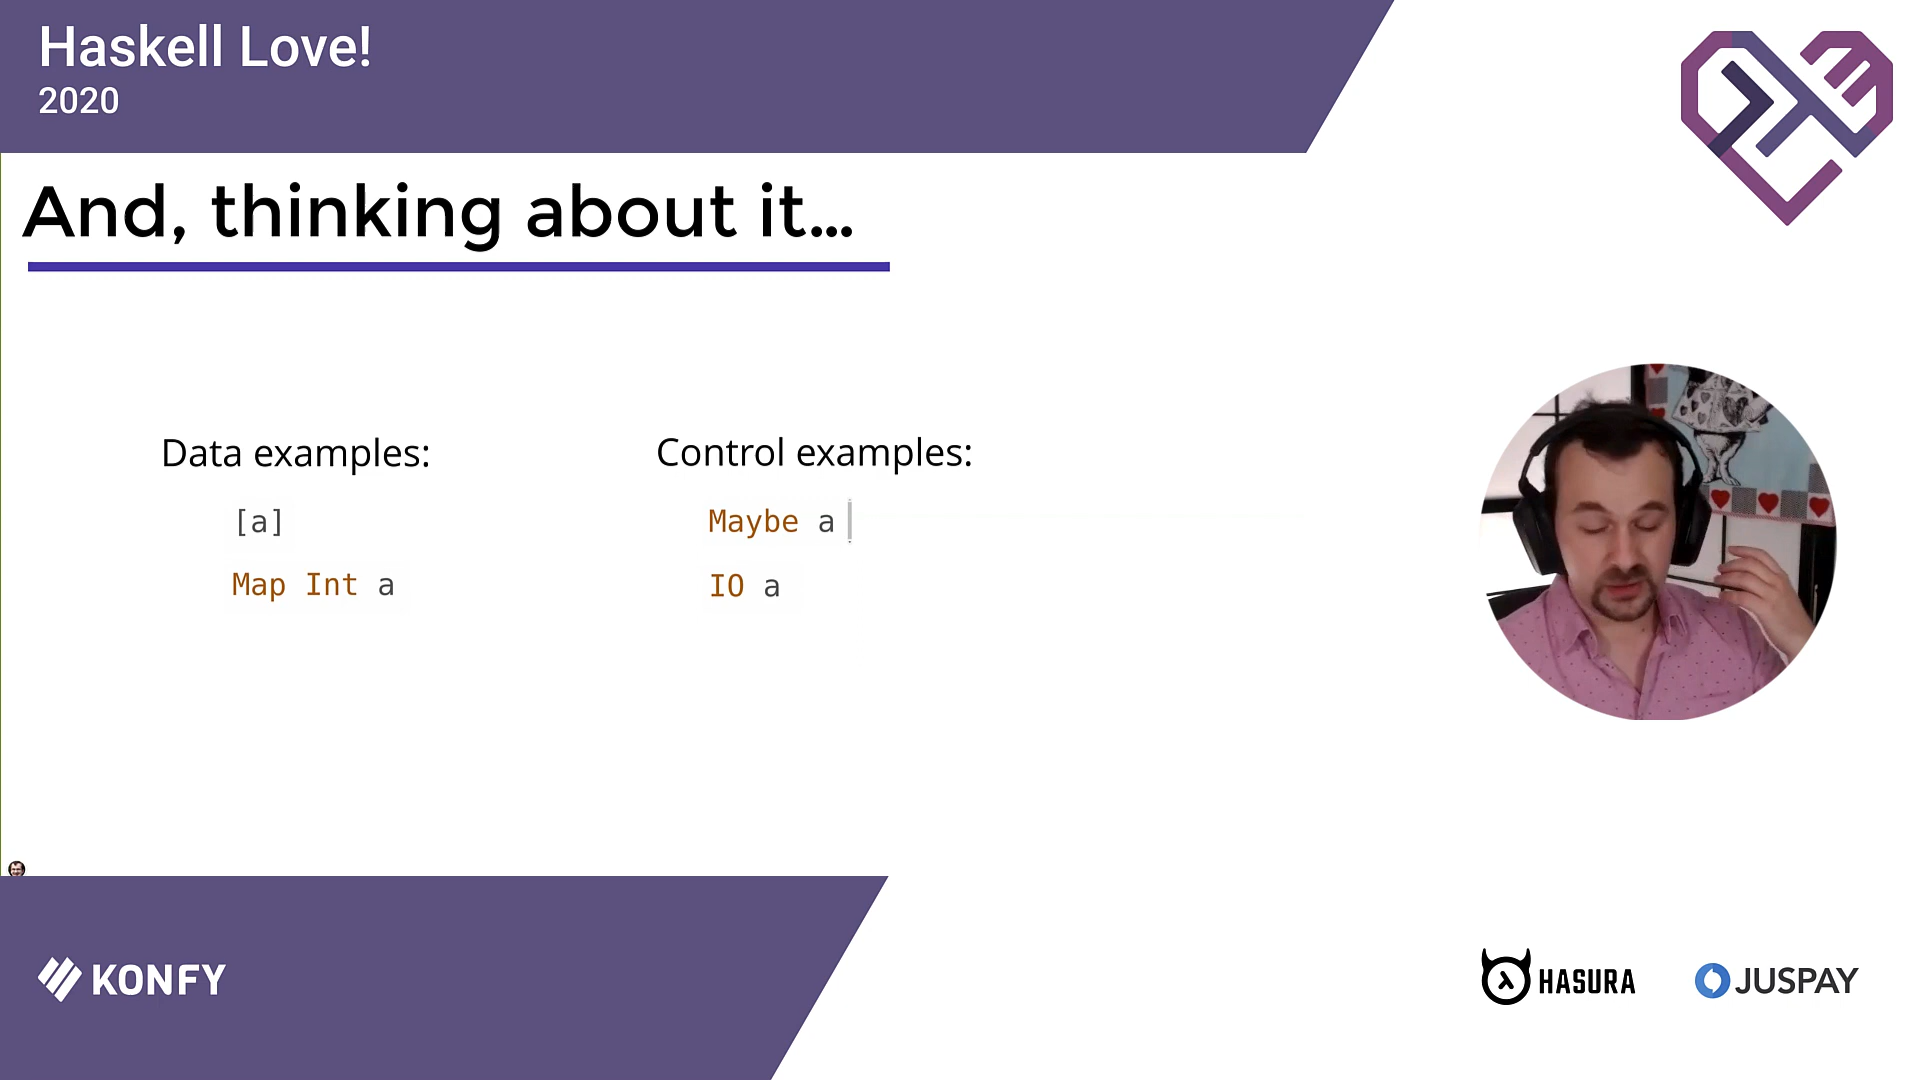 Haskell Love!
2020
And, thinking about it...
Data examples:
[a]
Map Int a
Control examples:
Maybe a
IO a
KONFY
HASURA
JUSPAY